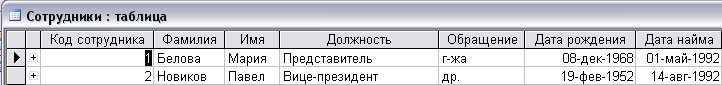 Сотрудники : таблица
Код сотрудника Фамилия Имя Должность Обращение Дата рождения Дата найма
+ 1 Белова Мария Представитель г-жа 08-дек-1968 01-май-1992
+ 2 Новиков Павел Вице-президент др. 19-фев-1952 14-авг-1992